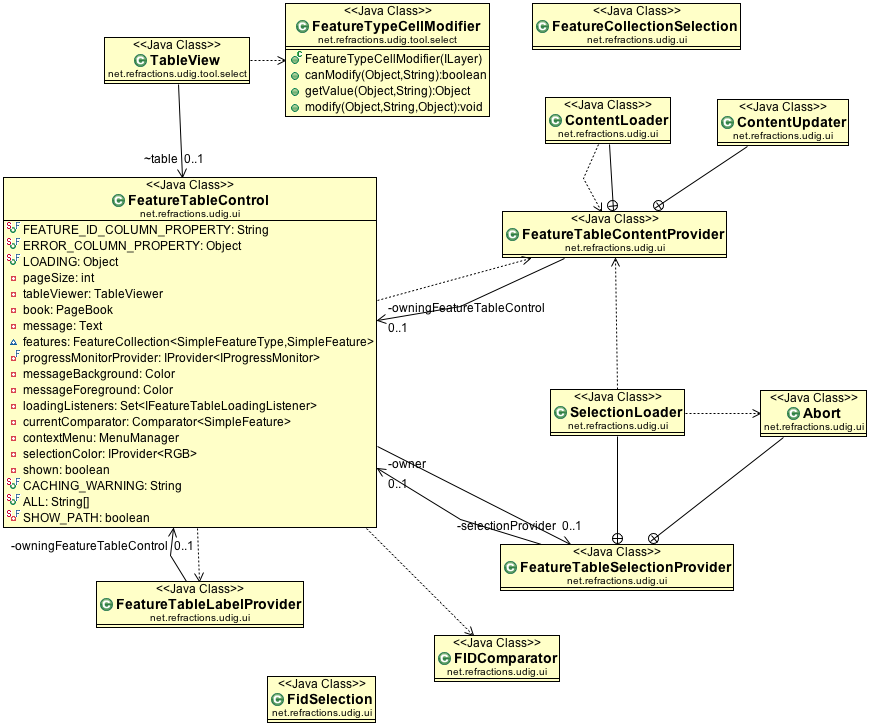 <<Java Class>>
FeatureTypeCellModifier
net.refractions.udig.tool.select
FeatureTypeCellModifier(ILayer)
canModify(Object,String):boolean
getValue(Object,String):Object
modify(Object,String,Object):void
<<Java Class>>
FeatureCollectionSelection
net.refractions.udig.ui
<<Java Class>>
TableView
net.refractions.udig.tool.select
<<Java Class>>
ContentLoader
net.refractions.udig.ui
<<Java Class>>
ContentUpdater
net.refractions.udig.ui
~table 0..1
<<Java Class>>
FeatureTableControl
net.refractions.udig.ui
FEATURE_ID_COLUMN_PROPERTY: String
ERROR_COLUMN_PROPERTY: Object
LOADING: Object
pageSize: int
tableViewer: TableViewer
book: PageBook
message: Text
features: FeatureCollection<SimpleFeatureType,SimpleFeature>
progressMonitorProvider: IProvider<IProgressMonitor>
messageBackground: Color
messageForeground: Color
loadingListeners: Set<IFeatureTableLoadingListener>
currentComparator: Comparator<SimpleFeature>
contextMenu: MenuManager
selectionColor: IProvider<RGB>
shown: boolean
CACHING_WARNING: String
ALL: String[]
SHOW_PATH: boolean
<<Java Class>>
FeatureTableContentProvider
net.refractions.udig.ui
-owningFeatureTableControl
0..1
<<Java Class>>
SelectionLoader
net.refractions.udig.ui
<<Java Class>>
Abort
net.refractions.udig.ui
-owner
0..1
-selectionProvider 0..1
<<Java Class>>
FeatureTableSelectionProvider
net.refractions.udig.ui
-owningFeatureTableControl 0..1
<<Java Class>>
FeatureTableLabelProvider
net.refractions.udig.ui
<<Java Class>>
FIDComparator
net.refractions.udig.ui
<<Java Class>>
FidSelection
net.refractions.udig.ui